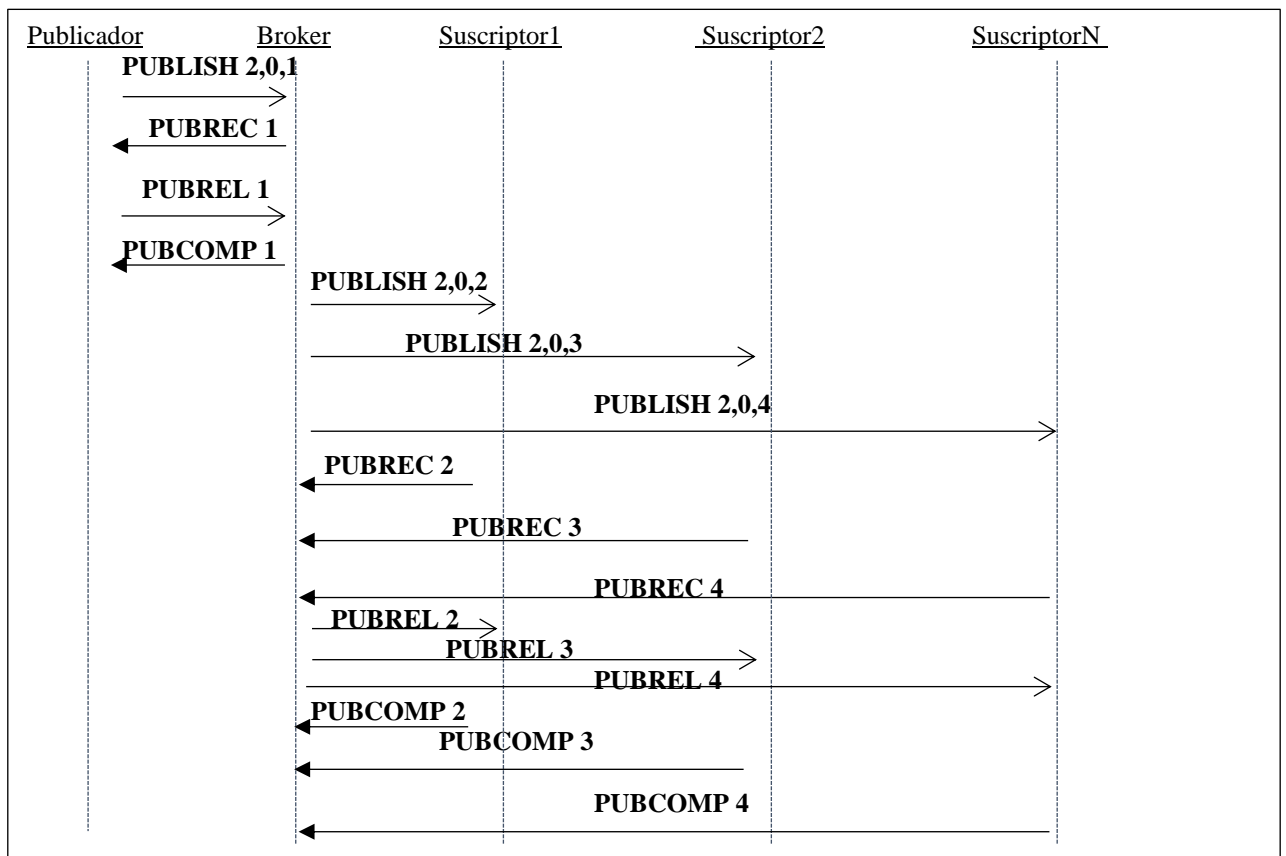 Publicador Broker Suscriptor1 Suscriptor2 SuscriptorN
PUBLISH 2,0,1
PUBREC 1
PUBREL 1
PUBCOMP 1
PUBLISH 2,0,2
PUBLISH 2,0,3
PUBLISH 2,0,4
PUBREC 2
PUBREC 3
PUBREC 4
PUBREL 2
PUBREL 3
PUBREL 4
PUBCOMP 2
PUBCOMP 3
PUBCOMP 4